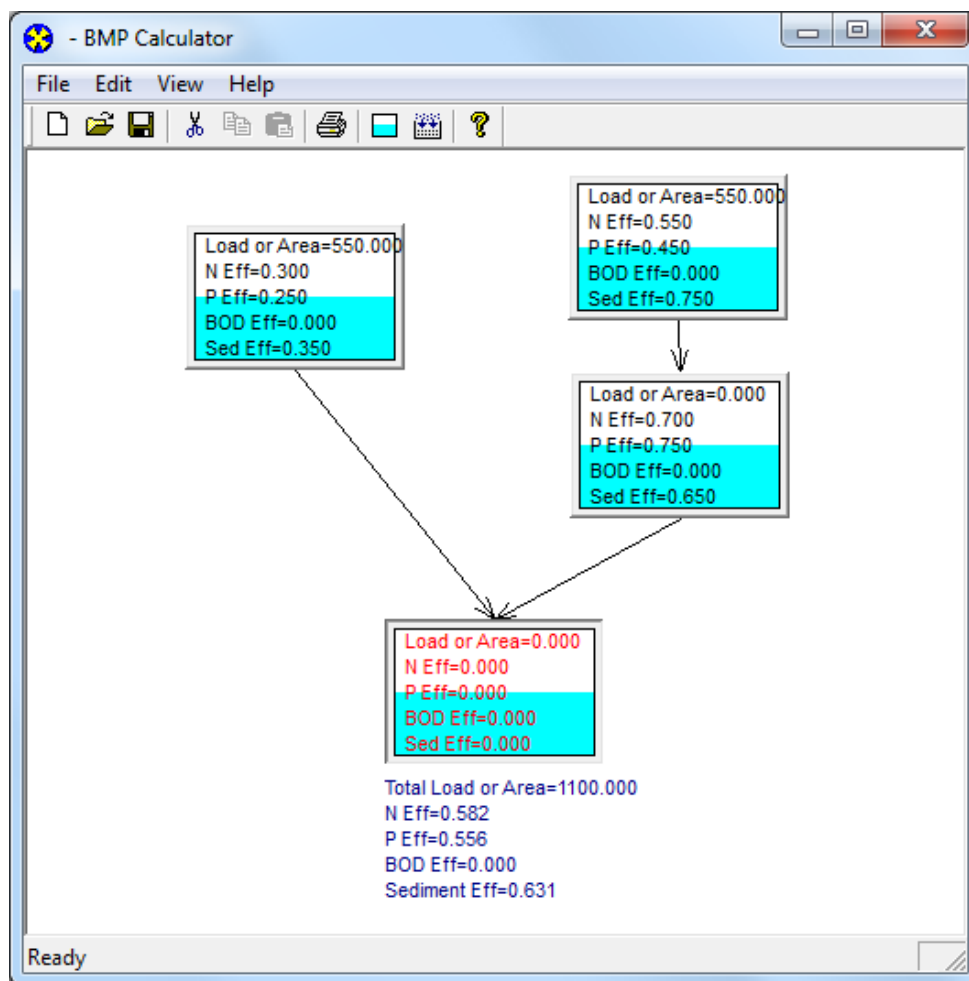 - BMP Calculator
File Edit View Help
Load or Area=550.000
N Eff=0.300
P Eff=0.250
BOD Eff=0.000
Sed Eff=0.350
Load or Area=550.000
N Eff=0.550
P Eff=0.450
BOD Eff=0.000
Sed Eff=0.750
Load or Area=0.000
N Eff=0.700
P Eff=0.750
BOD Eff=0.000
Sed Eff=0.650
Load or Area=0.000
N Eff=0.000
P Eff=0.000
BOD Eff=0.000
Sed Eff=0.000
Total Load or Area=1100.000
N Eff=0.582
P Eff=0.556
BOD Eff=0.000
Sediment Eff=0.631
Ready